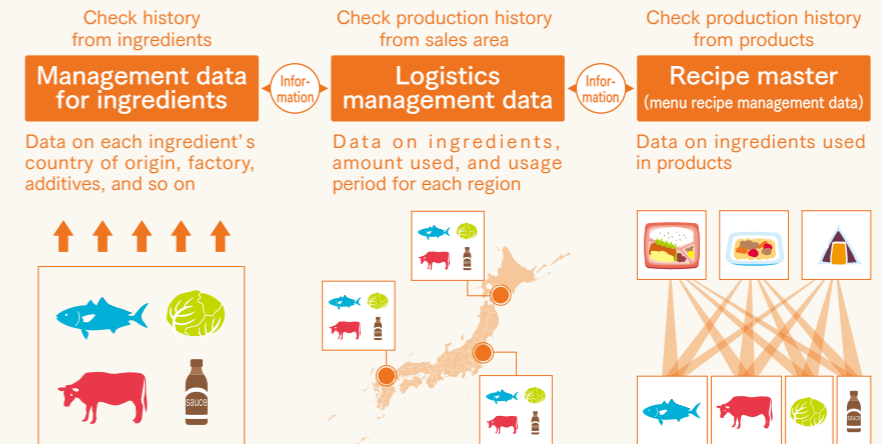 Check history
from ingredients
Management data
for ingredients
Data on each ingredient's
country of origin, factory,
additives, and so on
sauce
Infor-
mation
Check production history
from sales area
Logistics
management data
Data on ingredients,
amount used, and usage
period for each region
Infor-
mation
Check production history
from products
Recipe master
(menu recipe management data)
Data on ingredients used
in products